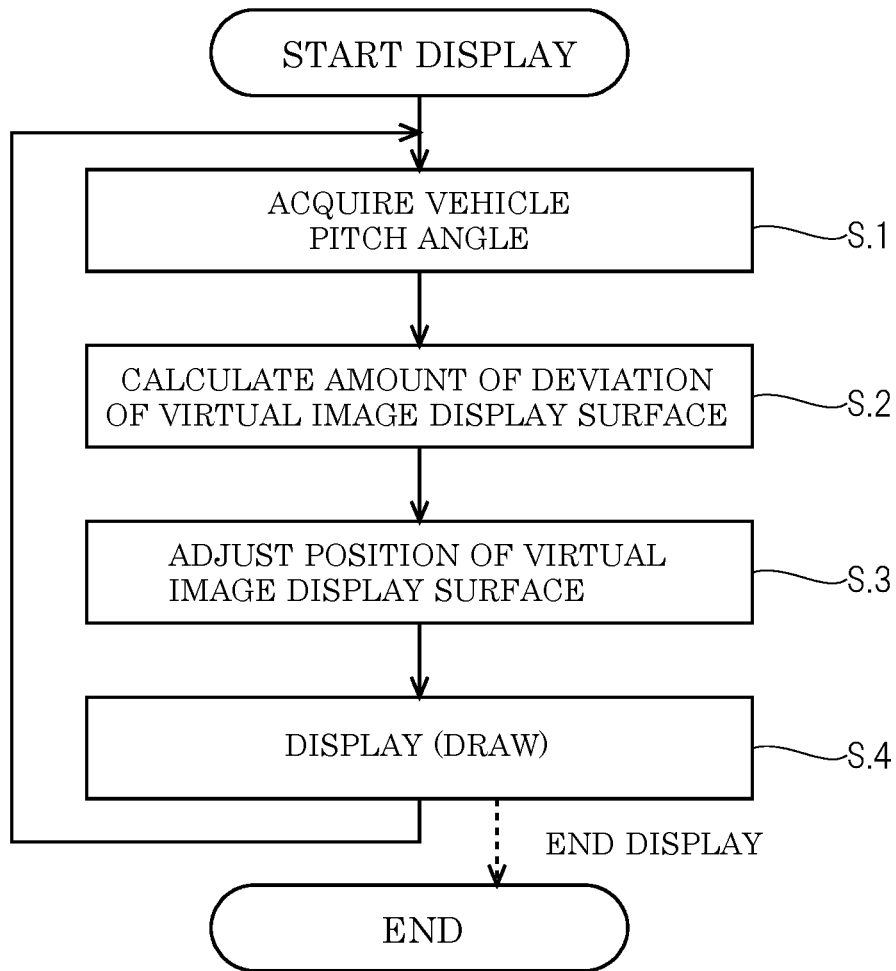 START DISPLAY
ACQUIRE VEHICLE
PITCH ANGLE
S.1
CALCULATE AMOUNT OF DEVIATION
OF VIRTUAL IMAGE DISPLAY SURFACE
S.2
ADJUST POSITION OF VIRTUAL
IMAGE DISPLAY SURFACE
S.3
DISPLAY (DRAW)
S.4
END DISPLAY
END